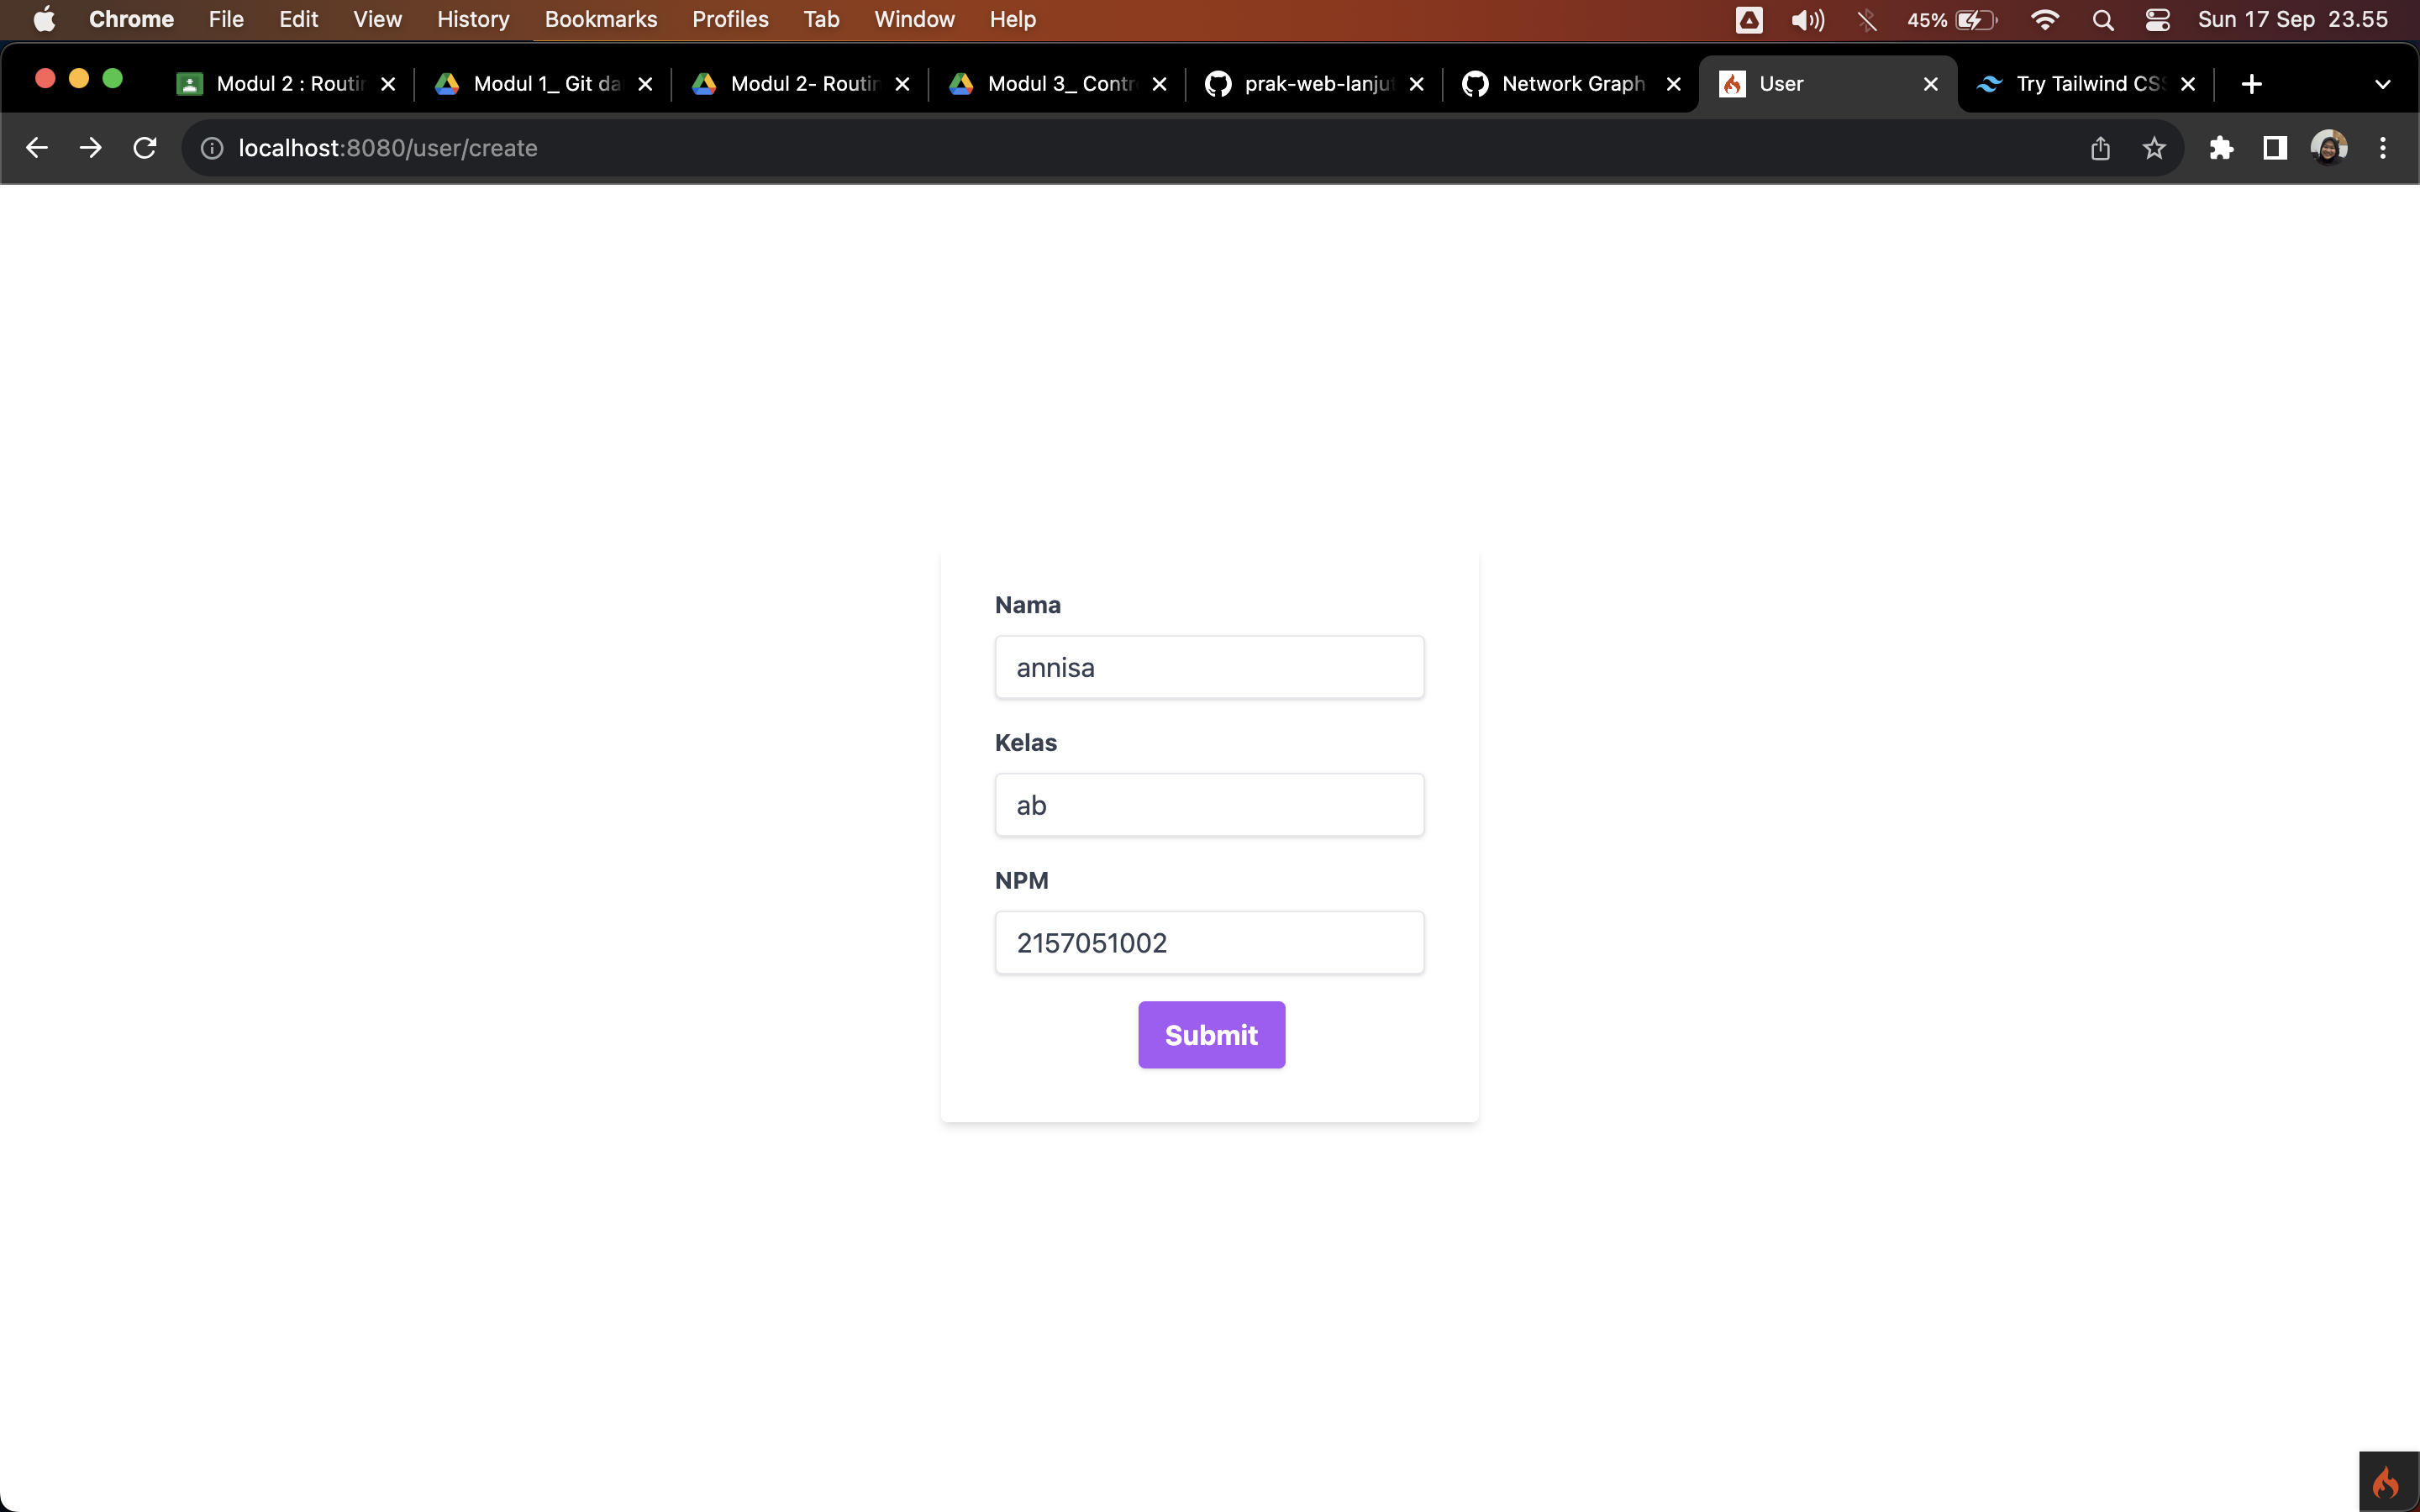 Chrome File Edit View History Bookmarks Profiles Tab Window Help 45% Sun 17 Sep 23.55
Modul 2 : Routin Modul 1_ Git da Modul 2- Routin Modul 3_ Contr prak-web-lanjut Network Graph User Try Tailwind CSS
localhost:8080/user/create
Nama
annisa
Kelas
ab
NPM
2157051002
Submit